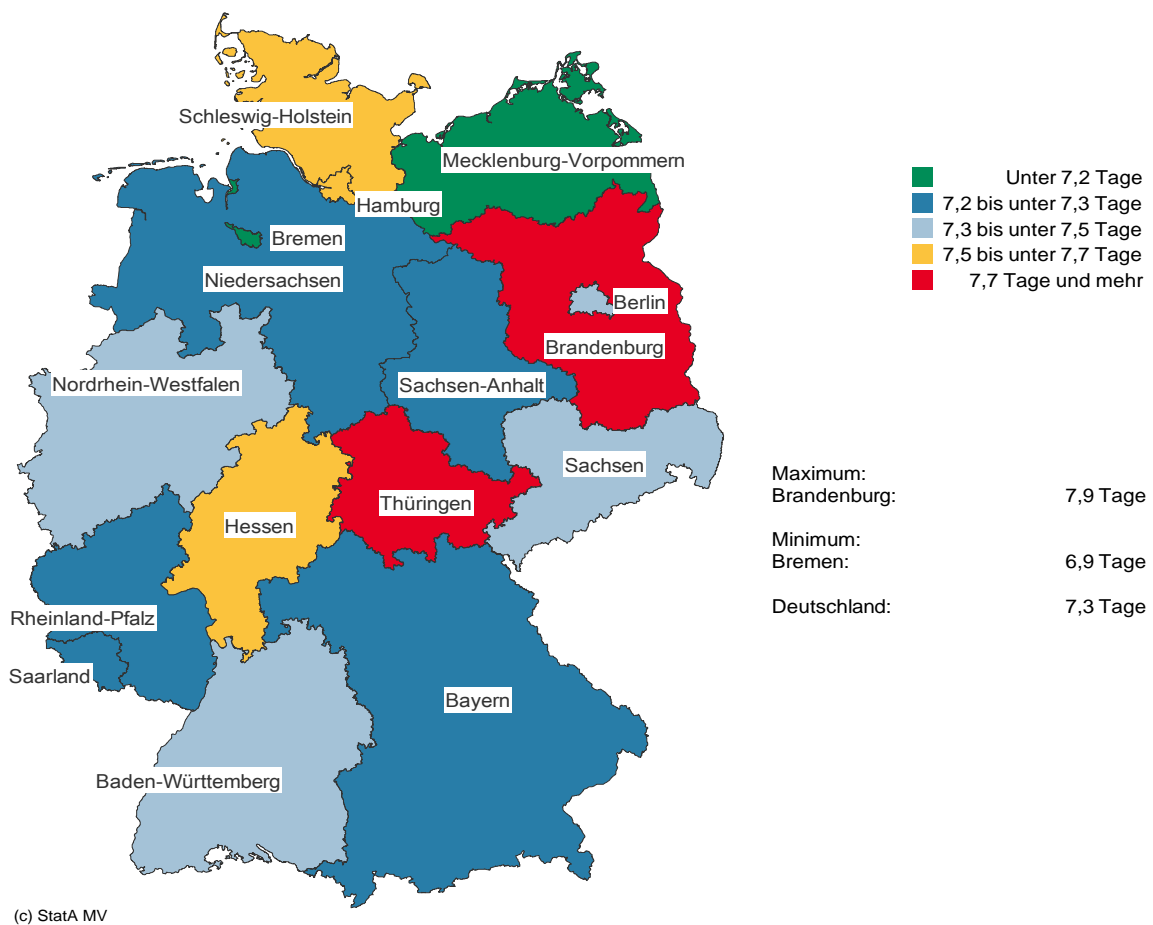 Schleswig-Holstein
Mecklenburg-Vorpommern
Hamburg
Bremen
Niedersachsen
Berlin
Brandenburg
Nordrhein-Westfalen
Sachsen-Anhalt
Sachsen
Thüringen
Hessen
Rheinland-Pfalz
Saarland
Bayern
Baden-Württemberg
Unter 7,2 Tage
7,2 bis unter 7,3 Tage
7,3 bis unter 7,5 Tage
7,5 bis unter 7,7 Tage
7,7 Tage und mehr
Maximum:
Brandenburg: 7,9 Tage
Minimum:
Bremen: 6,9 Tage
Deutschland: 7,3 Tage
(c) StatA MV